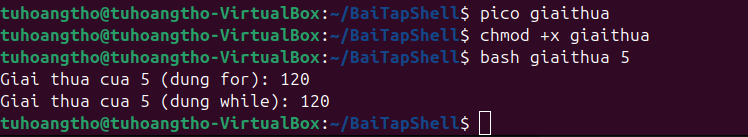 tuhoangtho@tuhoangtho-VirtualBox:~/BaiTapShell$ pico giaithua
tuhoangtho@tuhoangtho-VirtualBox:~/BaiTapShell$ chmod +x giaithua
tuhoangtho@tuhoangtho-VirtualBox:~/BaiTapShell$ bash giaithua 5
Giai thua cua 5 (dung for): 120
Giai thua cua 5 (dung while): 120
tuhoangtho@tuhoangtho-VirtualBox:~/BaiTapShell$